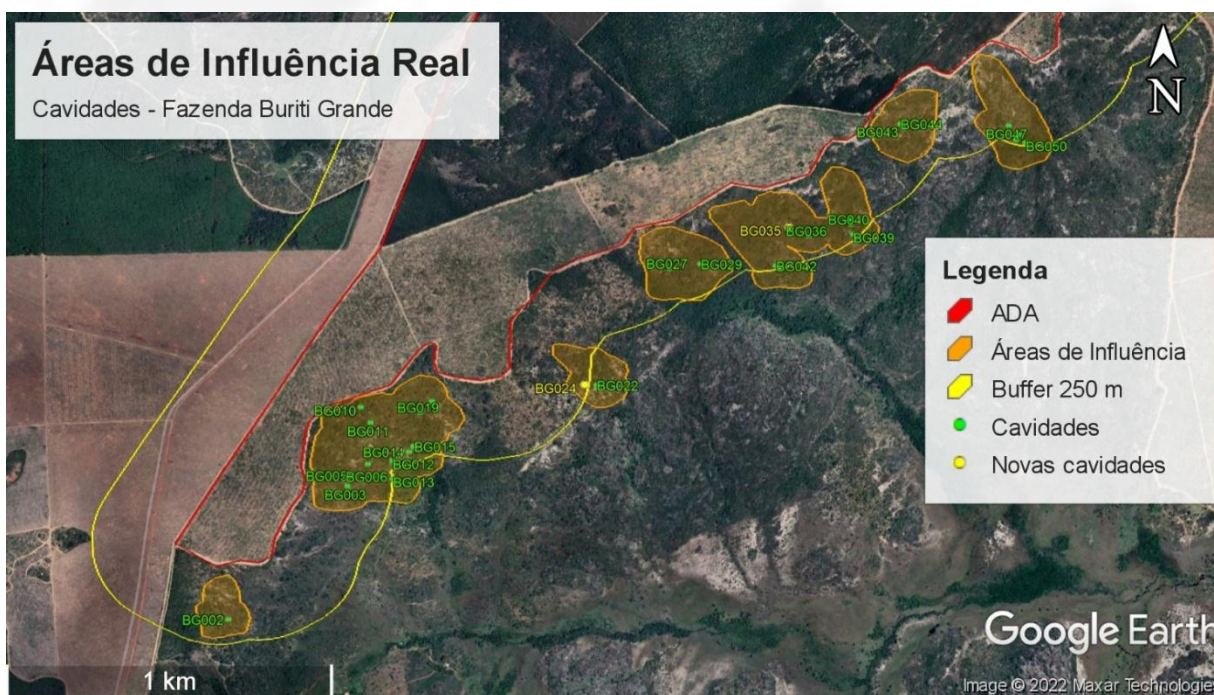 Áreas de Influência Real
Cavidades - Fazenda Buriti Grande
N
BG044
BG043
BG047
BG050
BG040
BG035
BG036
BG039
BG027
BG029
BG042
Legenda
ADA
Áreas de Influência
Buffer 250 m
Cavidades
Novas cavidades
BG024
BG022
BG010
BG019
BG011
BG015
BG014
BG012
BG005
BG006
BG013
BG003
BG002
1 km
Google Earth
Image © 2022 Maxar Technologie